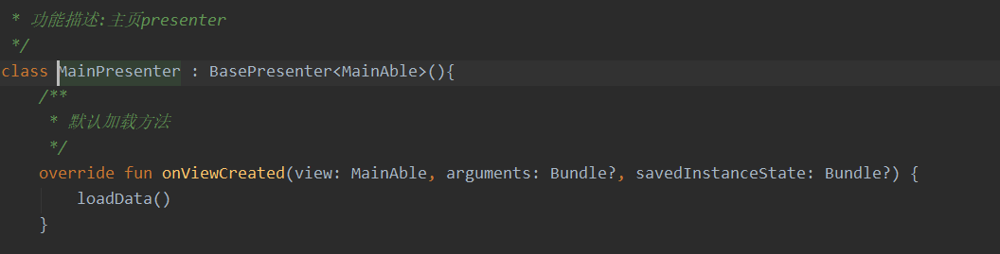 * 功能描述:主页presenter
*/
class MainPresenter : BasePresenter<MainAble>(){
/**
* 默认加载方法
*/
override fun onViewCreated(view: MainAble, arguments: Bundle?, savedInstanceState: Bundle?) {
loadData()
}